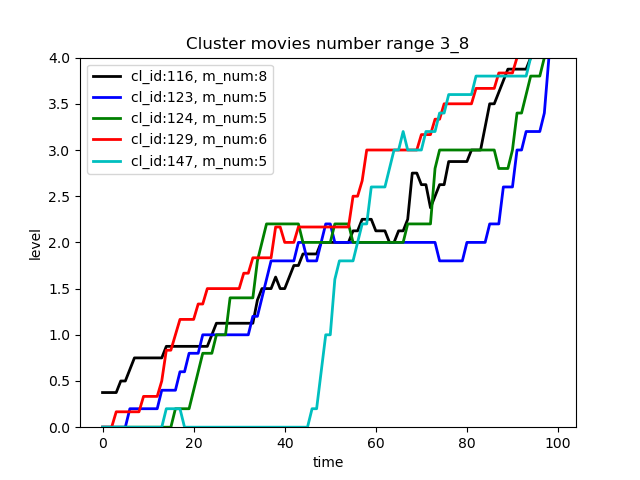 Cluster movies number range 3_8
cl_id:116, m_num:8
cl_id:123, m_num:5
cl_id:124, m_num:5
cl_id:129, m_num:6
cl_id:147, m_num:5
4.0
3.5
3.0
2.5
2.0
1.5
1.0
0.5
0.0
level
0 20 40 60 80 100
time